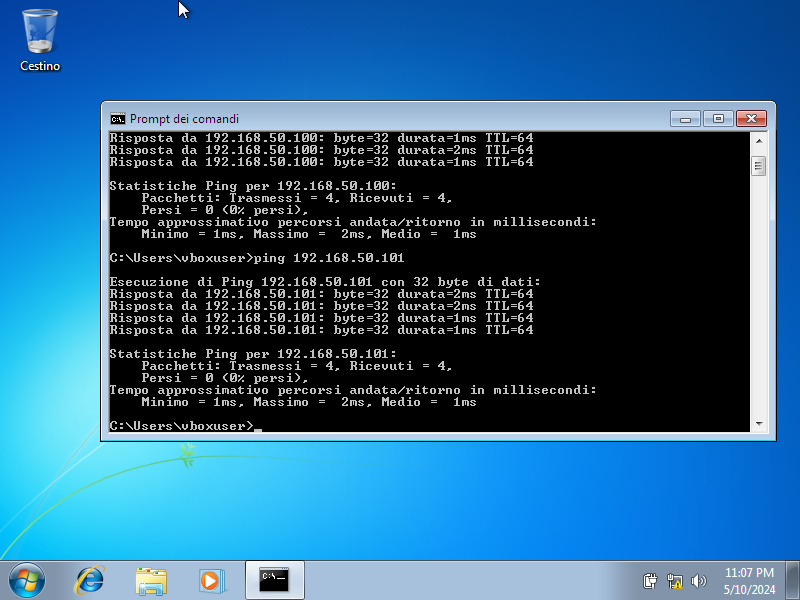 Cestino
Prompt dei comandi
Risposta da 192.168.50.100: byte=32 durata=1ms TTL=64
Risposta da 192.168.50.100: byte=32 durata=2ms TTL=64
Risposta da 192.168.50.100: byte=32 durata=1ms TTL=64
Statistiche Ping per 192.168.50.100:
Pacchetti: Trasmessi = 4, Ricevuti = 4,
Persi = 0 (0% persi),
Tempo approssimativo percorsi andata/ritorno in millisecondi:
Minimo = 1ms, Massimo =  2ms, Medio =  1ms
C:\Users\vboxuser>ping 192.168.50.101
Esecuzione di Ping 192.168.50.101 con 32 byte di dati:
Risposta da 192.168.50.101: byte=32 durata=2ms TTL=64
Risposta da 192.168.50.101: byte=32 durata=2ms TTL=64
Risposta da 192.168.50.101: byte=32 durata=1ms TTL=64
Risposta da 192.168.50.101: byte=32 durata=1ms TTL=64
Statistiche Ping per 192.168.50.101:
Pacchetti: Trasmessi = 4, Ricevuti = 4,
Persi = 0 (0% persi),
Tempo approssimativo percorsi andata/ritorno in millisecondi:
Minimo = 1ms, Massimo =  2ms, Medio =  1ms
C:\Users\vboxuser>_
11:07 PM
5/10/2024